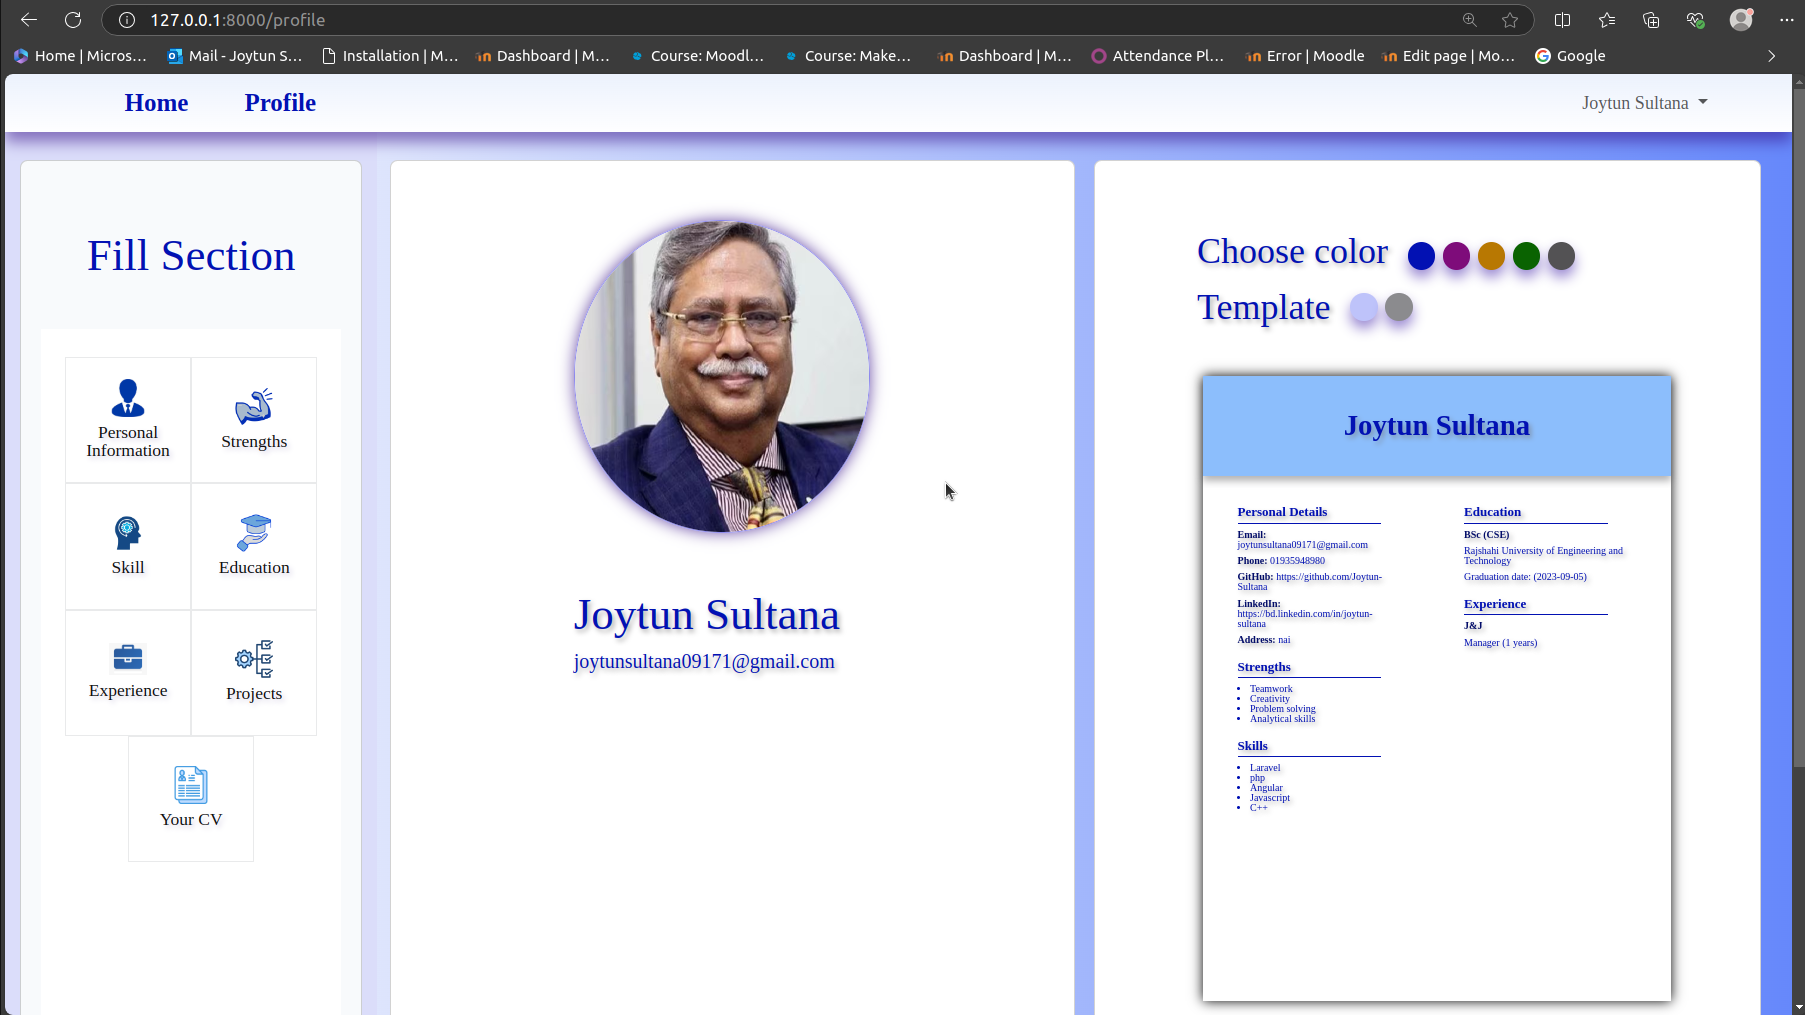 127.0.0.1:8000/profile
Home | Micros...
Mail - Joytun S...
Installation | M...
Dashboard | M...
Course: Moodl...
Course: Make...
Dashboard | M...
Attendance Pl...
Error | Moodle
Edit page | Mo...
Google
Home
Profile
Joytun Sultana
Fill Section
Personal
Information
Strengths
Skill
Education
Experience
Projects
Your CV
Joytun Sultana
joytunsultana09171@gmail.com
Choose color
Template
Joytun Sultana
Personal Details
Email:
joytunsultana09171@gmail.com
Phone: 01935948980
GitHub: https://github.com/Joytun-
Sultana
LinkedIn:
https://bd.linkedin.com/in/joytun-
sultana
Address: nai
Strengths
Teamwork
Creativity
Problem solving
Analytical skills
Skills
Laravel
php
Angular
Javascript
C++
Education
BSc (CSE)
Rajshahi University of Engineering and
Technology
Graduation date: (2023-09-05)
Experience
J&J
Manager (1 years)